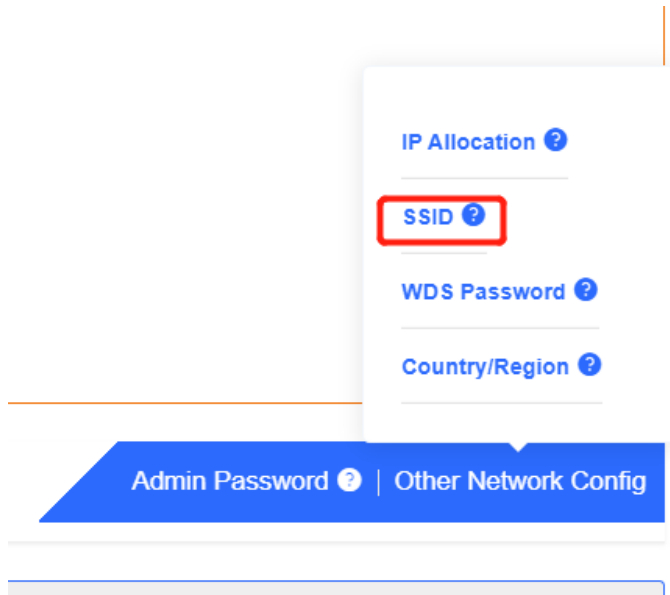 IP Allocation ?
SSID ?
WDS Password ?
Country/Region ?
Admin Password ? | Other Network Config